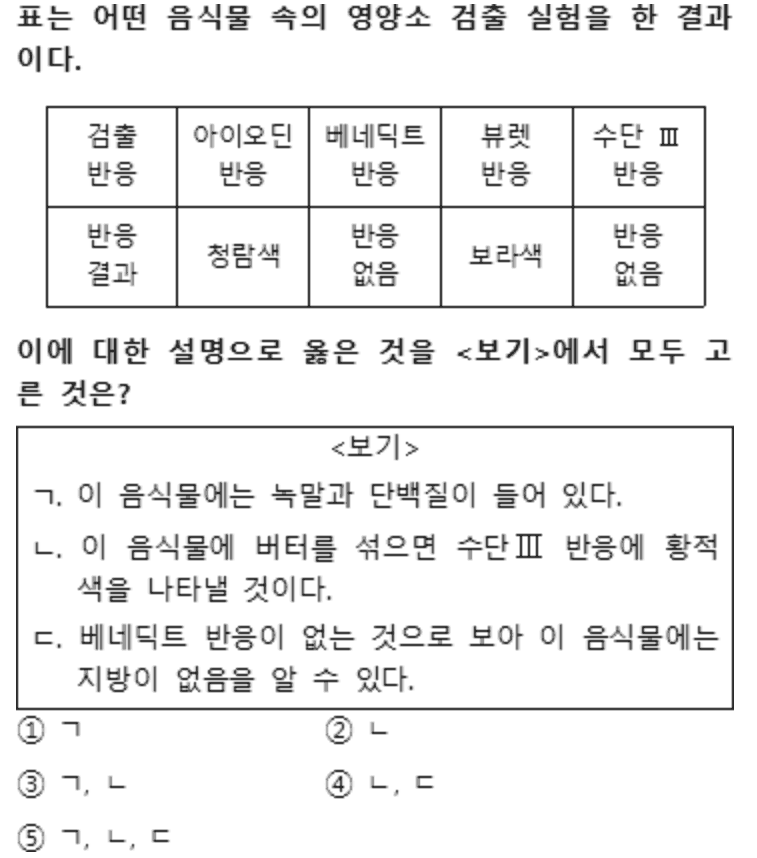 표는 어떤 음식물 속의 영양소 검출 실험을 한 결과
이다.
검출 반응 아이오딘 반응 베네딕트 반응 뷰렛 반응 수단 Ⅲ 반응
반응 결과 청람색 반응 없음 보라색 반응 없음
이에 대한 설명으로 옳은 것을 <보기>에서 모두 고
른 것은?
<보기>
ㄱ. 이 음식물에는 녹말과 단백질이 들어 있다.
ㄴ. 이 음식물에 버터를 섞으면 수단Ⅲ 반응에 황적
색을 나타낼 것이다.
ㄷ. 베네딕트 반응이 없는 것으로 보아 이 음식물에는
지방이 없음을 알 수 있다.
① ㄱ ② ㄴ
③ ㄱ, ㄴ ④ ㄴ, ㄷ
⑤ ㄱ, ㄴ, ㄷ